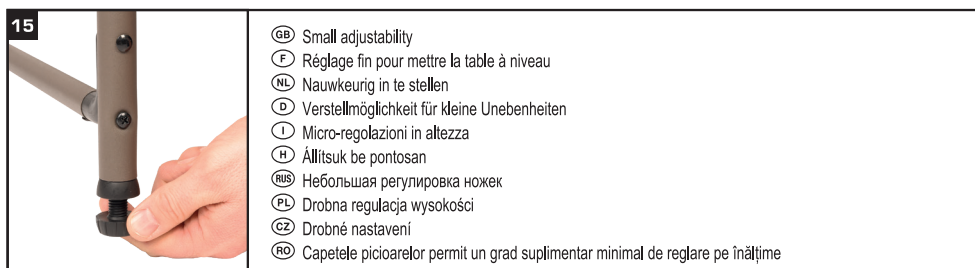 15
GB Small adjustability
F Réglage fin pour mettre la table à niveau
NL Nauwkeurig in te stellen
D Verstellmöglichkeit für kleine Unebenheiten
I Micro-regolazioni in altezza
H Állítsuk be pontosan
RUS Небольшая регулировка ножек
PL Drobna regulacja wysokości
CZ Drobné nastavení
RO Capetele picioarelor permit un grad suplimentar minimal de reglare pe înălțime